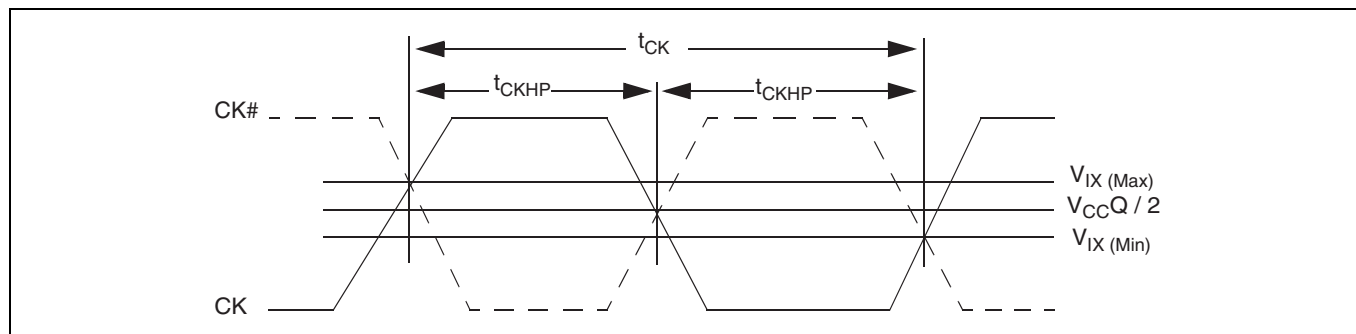 tCK
tCKHP
tCKHP
CK#
VIX (Max)
VCCQ / 2
VIX (Min)
CK